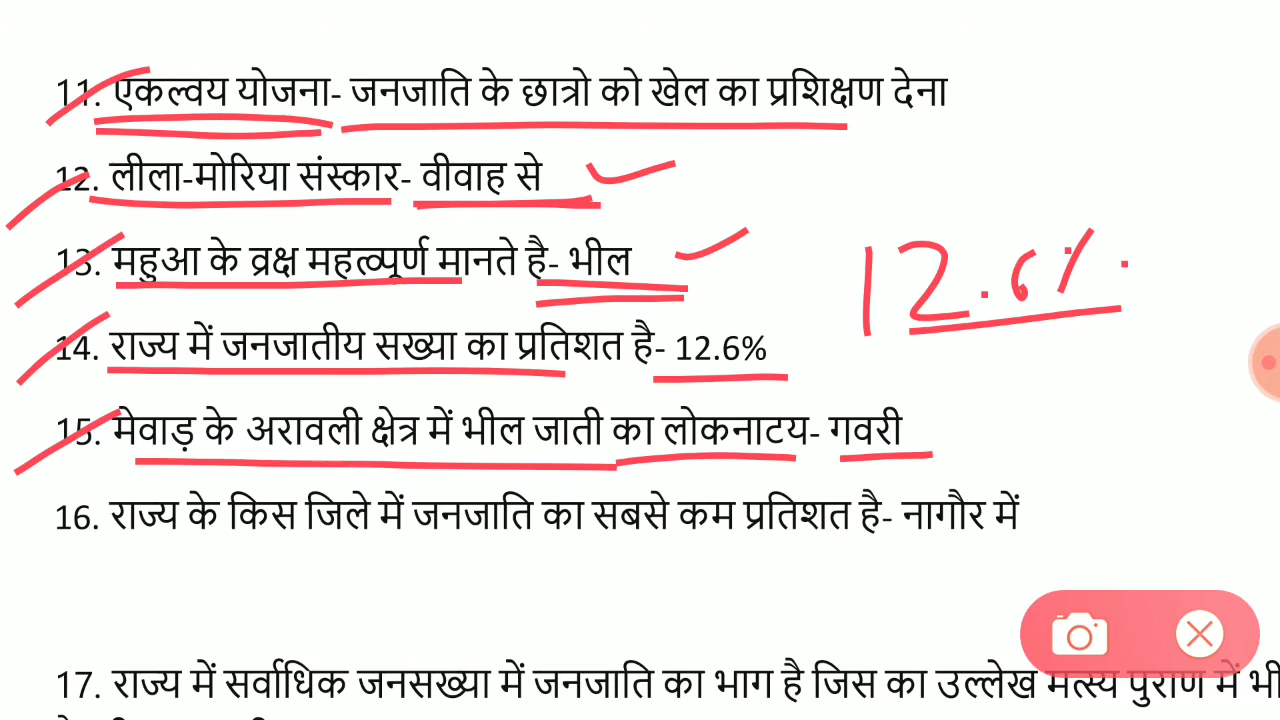 11. एकल्वय योजना- जनजाति के छात्रो को खेल का प्रशिक्षण देना
12. लीला-मोरिया संस्कार- वीवाह से
13. महुआ के व्रक्ष महत्वपूर्ण मानते है- भील
12.6%
14. राज्य में जनजातीय सख्या का प्रतिशत है- 12.6%
15. मेवाड़ के अरावली क्षेत्र में भील जाती का लोकनाटय- गवरी
16. राज्य के किस जिले में जनजाति का सबसे कम प्रतिशत है- नागौर में
17. राज्य में सर्वाधिक जनसख्या में जनजाति का भाग है जिस का उल्लेख मत्स्य पुराण में भी